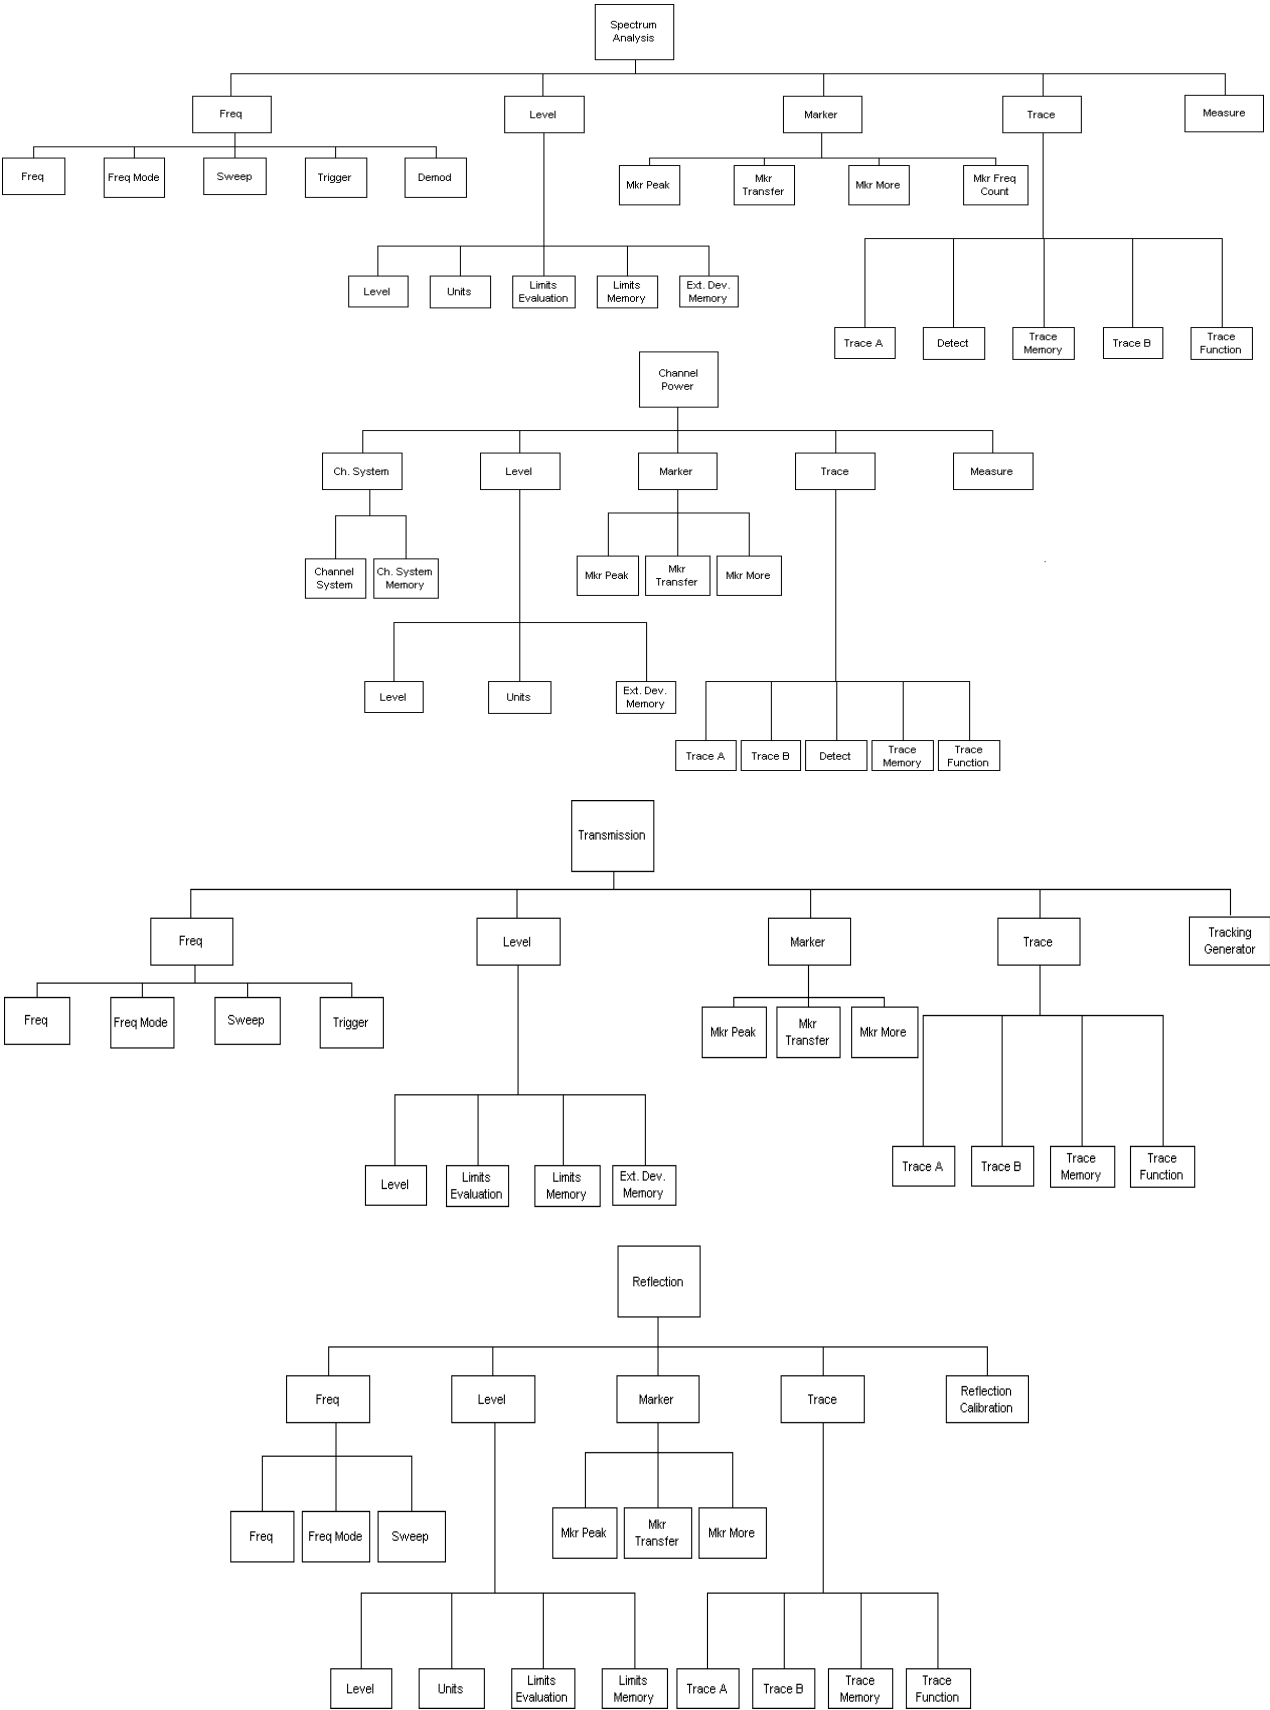 Spectrum
Analysis
Freq
Level
Marker
Trace
Measure
Freq
Freq Mode
Sweep
Trigger
Demod
Mkr Peak
Mkr
Transfer
Mkr More
Mkr Freq
Count
Level
Units
Limits
Evaluation
Limits
Memory
Ext. Dev.
Memory
Trace A
Detect
Trace
Memory
Trace B
Trace
Function
Channel
Power
Ch. System
Level
Marker
Trace
Measure
Channel
System
Ch. System
Memory
Mkr Peak
Mkr
Transfer
Mkr More
Level
Units
Ext. Dev.
Memory
Trace A
Trace B
Detect
Trace
Memory
Trace
Function
Transmission
Freq
Level
Marker
Trace
Tracking
Generator
Freq
Freq Mode
Sweep
Trigger
Mkr Peak
Mkr
Transfer
Mkr More
Trace A
Trace B
Trace
Memory
Trace
Function
Level
Limits
Evaluation
Limits
Memory
Ext. Dev.
Memory
Reflection
Freq
Level
Marker
Trace
Reflection
Calibration
Freq
Freq Mode
Sweep
Mkr Peak
Mkr
Transfer
Mkr More
Level
Units
Limits
Evaluation
Limits
Memory
Trace A
Trace B
Trace
Memory
Trace
Function